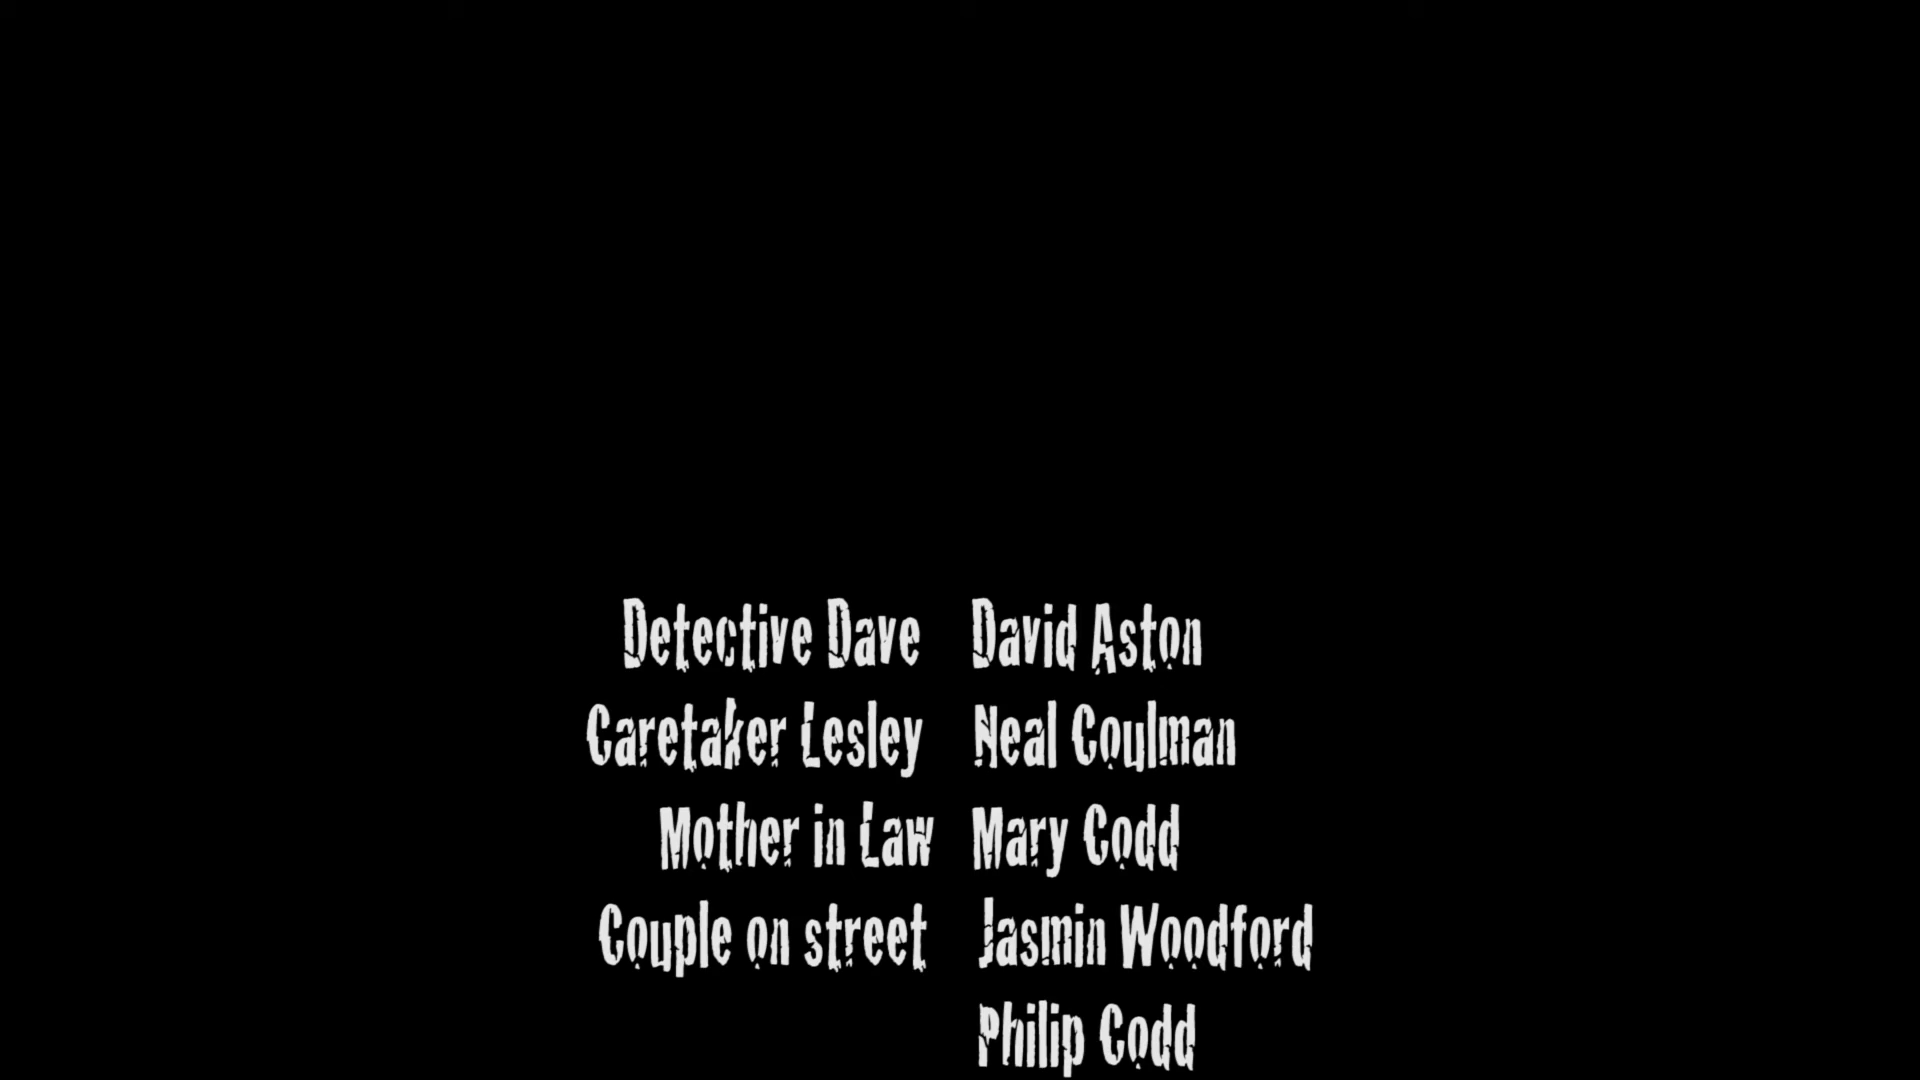 Detective Dave David Aston
Caretaker Lesley Neal Coulman
Mother in Law Mary Codd
Couple on street Jasmin Woodford
Philip Codd